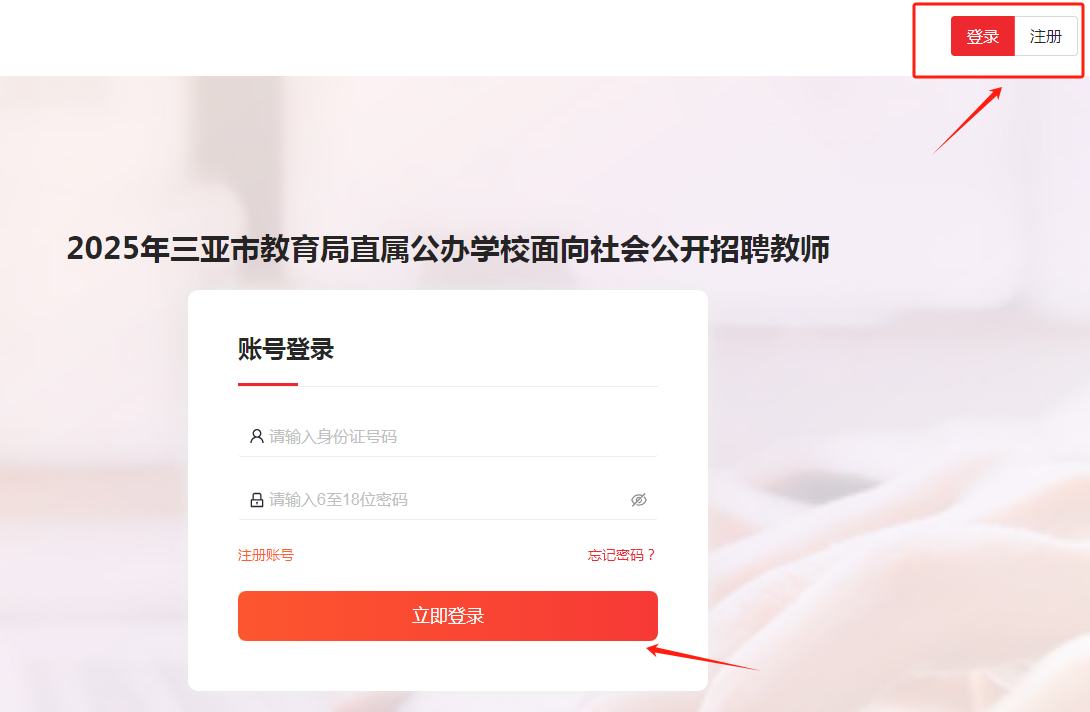 登录 注册
2025年三亚市教育局直属公办学校面向社会公开招聘教师
账号登录
请输入身份证号码
请输入6至18位密码
注册账号 忘记密码？
立即登录